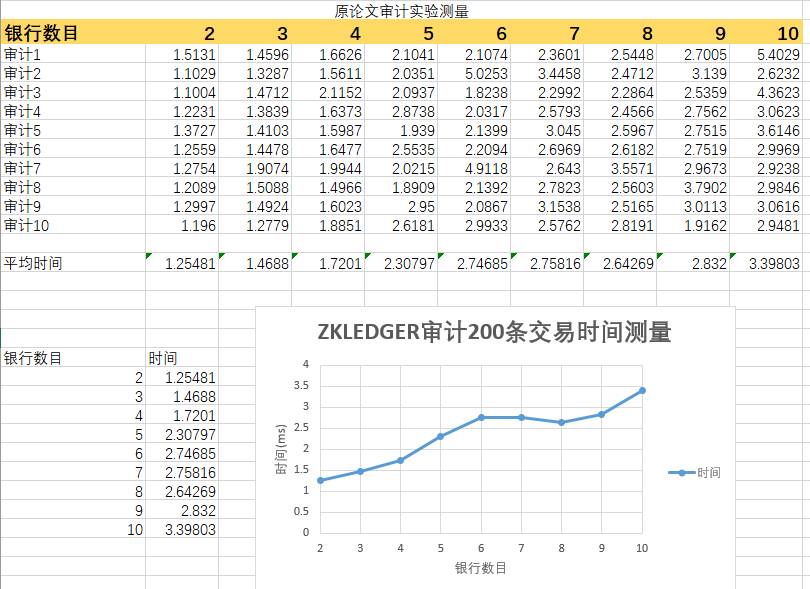 原论文审计实验测量
银行数目 2 3 4 5 6 7 8 9 10
审计1 1.5131 1.4596 1.6626 2.1041 2.1074 2.3601 2.5448 2.7005 5.4029
审计2 1.1029 1.3287 1.5611 2.0351 5.0253 3.4458 2.4712 3.139 2.6232
审计3 1.1004 1.4712 2.1152 2.0937 1.8238 2.2992 2.2864 2.5359 4.3623
审计4 1.2231 1.3839 1.6373 2.8738 2.0317 2.5793 2.4566 2.7562 3.0623
审计5 1.3727 1.4103 1.5987 1.939 2.1399 3.045 2.5967 2.7515 3.6146
审计6 1.2559 1.4478 1.6477 2.5535 2.2094 2.6969 2.6182 2.7519 2.9969
审计7 1.2754 1.9074 1.9944 2.0215 4.9118 2.643 3.5571 2.9673 2.9238
审计8 1.2089 1.5088 1.4966 1.8909 2.1392 2.7823 2.5603 3.7902 2.9846
审计9 1.2997 1.4924 1.6023 2.95 2.0867 3.1538 2.5165 3.0113 3.0616
审计10 1.196 1.2779 1.8851 2.6181 2.9933 2.5762 2.8191 1.9162 2.9481
平均时间 1.25481 1.4688 1.7201 2.30797 2.74685 2.75816 2.64269 2.832 3.39803
银行数目 时间
2 1.25481
3 1.4688
4 1.7201
5 2.30797
6 2.74685
7 2.75816
8 2.64269
9 2.832
10 3.39803
ZKLEDGER审计200条交易时间测量
4
3.5
3
2.5
2
1.5
1
0.5
0
时间(ms)
2 3 4 5 6 7 8 9 10
银行数目
时间